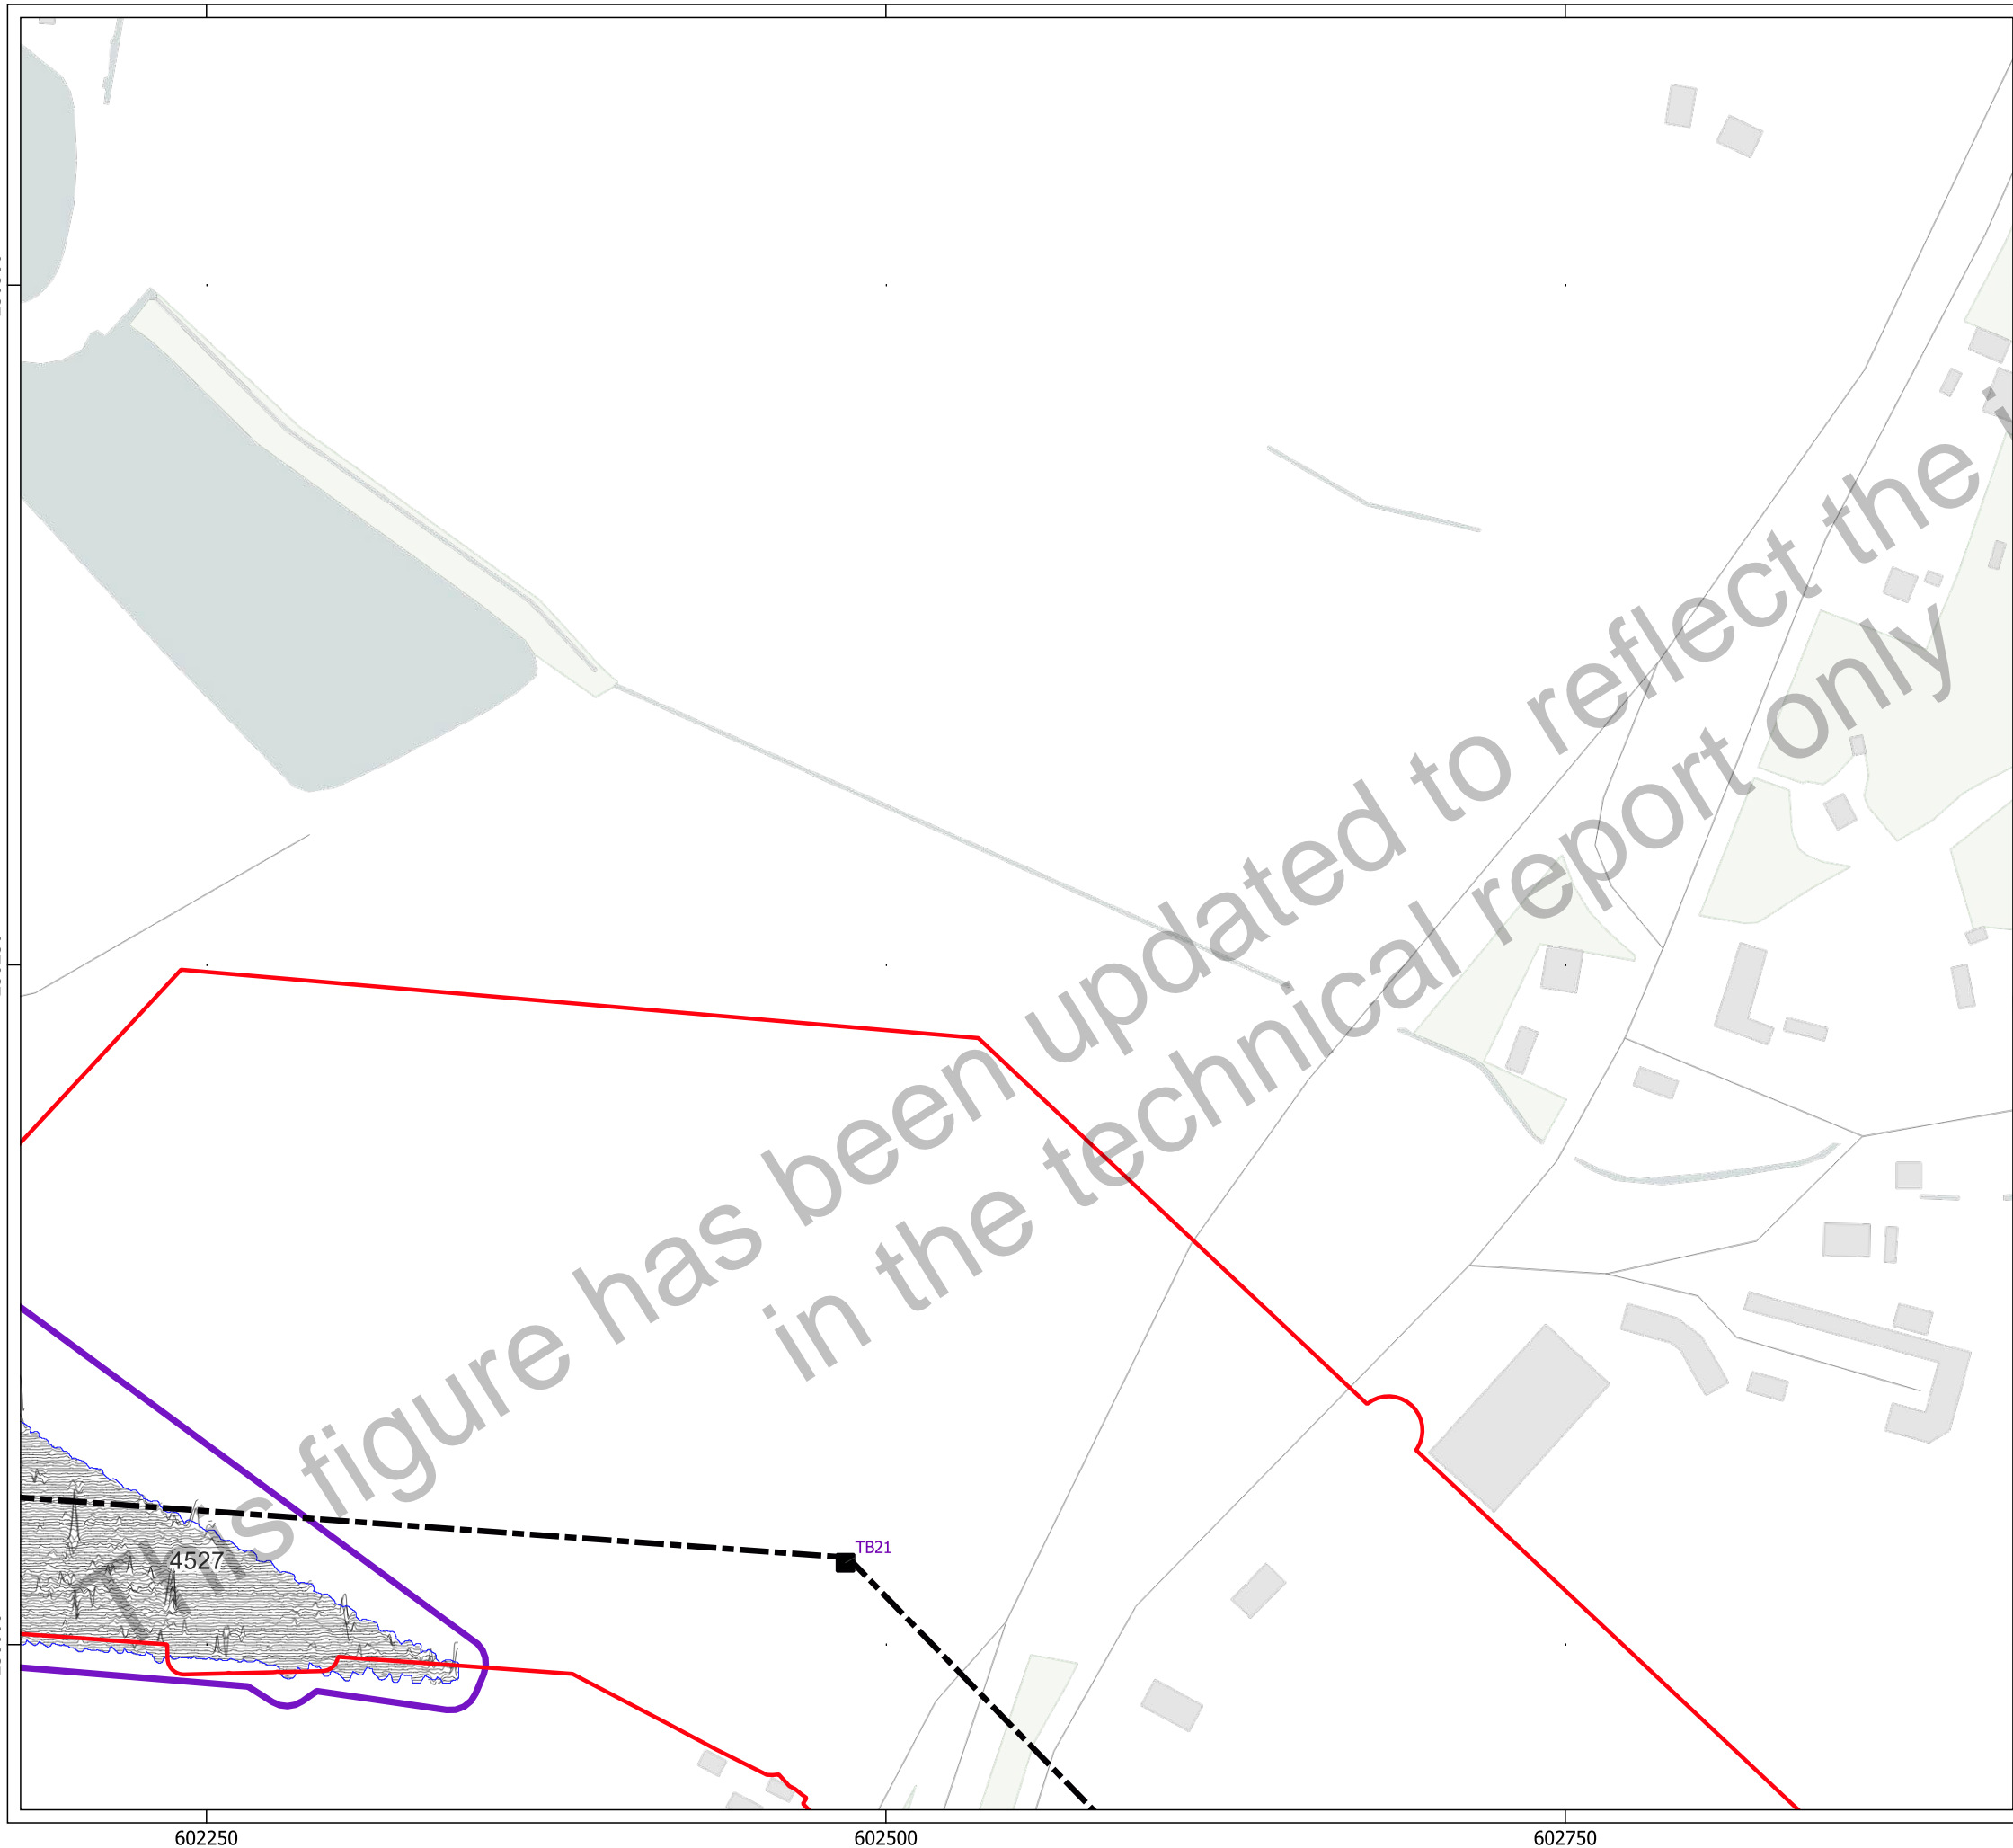 This figure has been updated to reflect the
in the technical report only
TB21
4527
602250
602500
602750